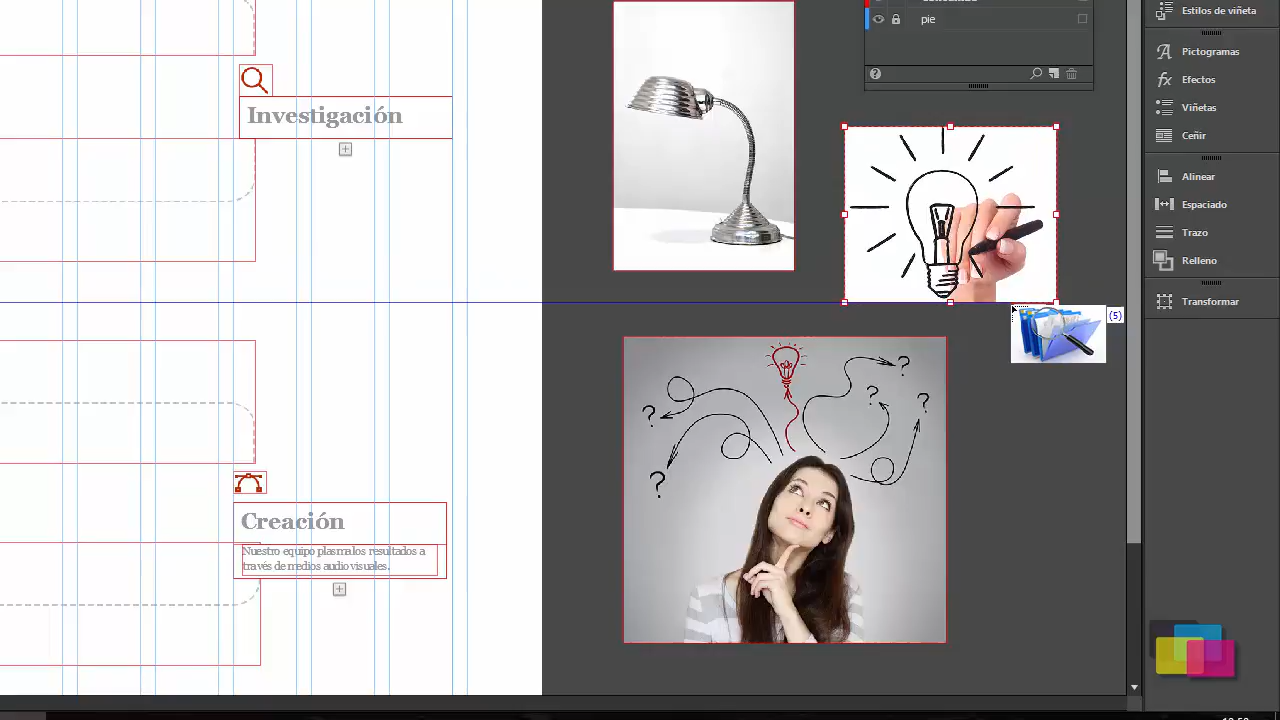 Investigación
Creación
Nuestro equipo plasma los resultados a
través de medios audiovisuales.
? ? ? ? ?
pie
(5)
Estilos de viñeta
Pictogramas
fx Efectos
Viñetas
Ceñir
Alinear
Espaciado
Trazo
Relleno
Transformar